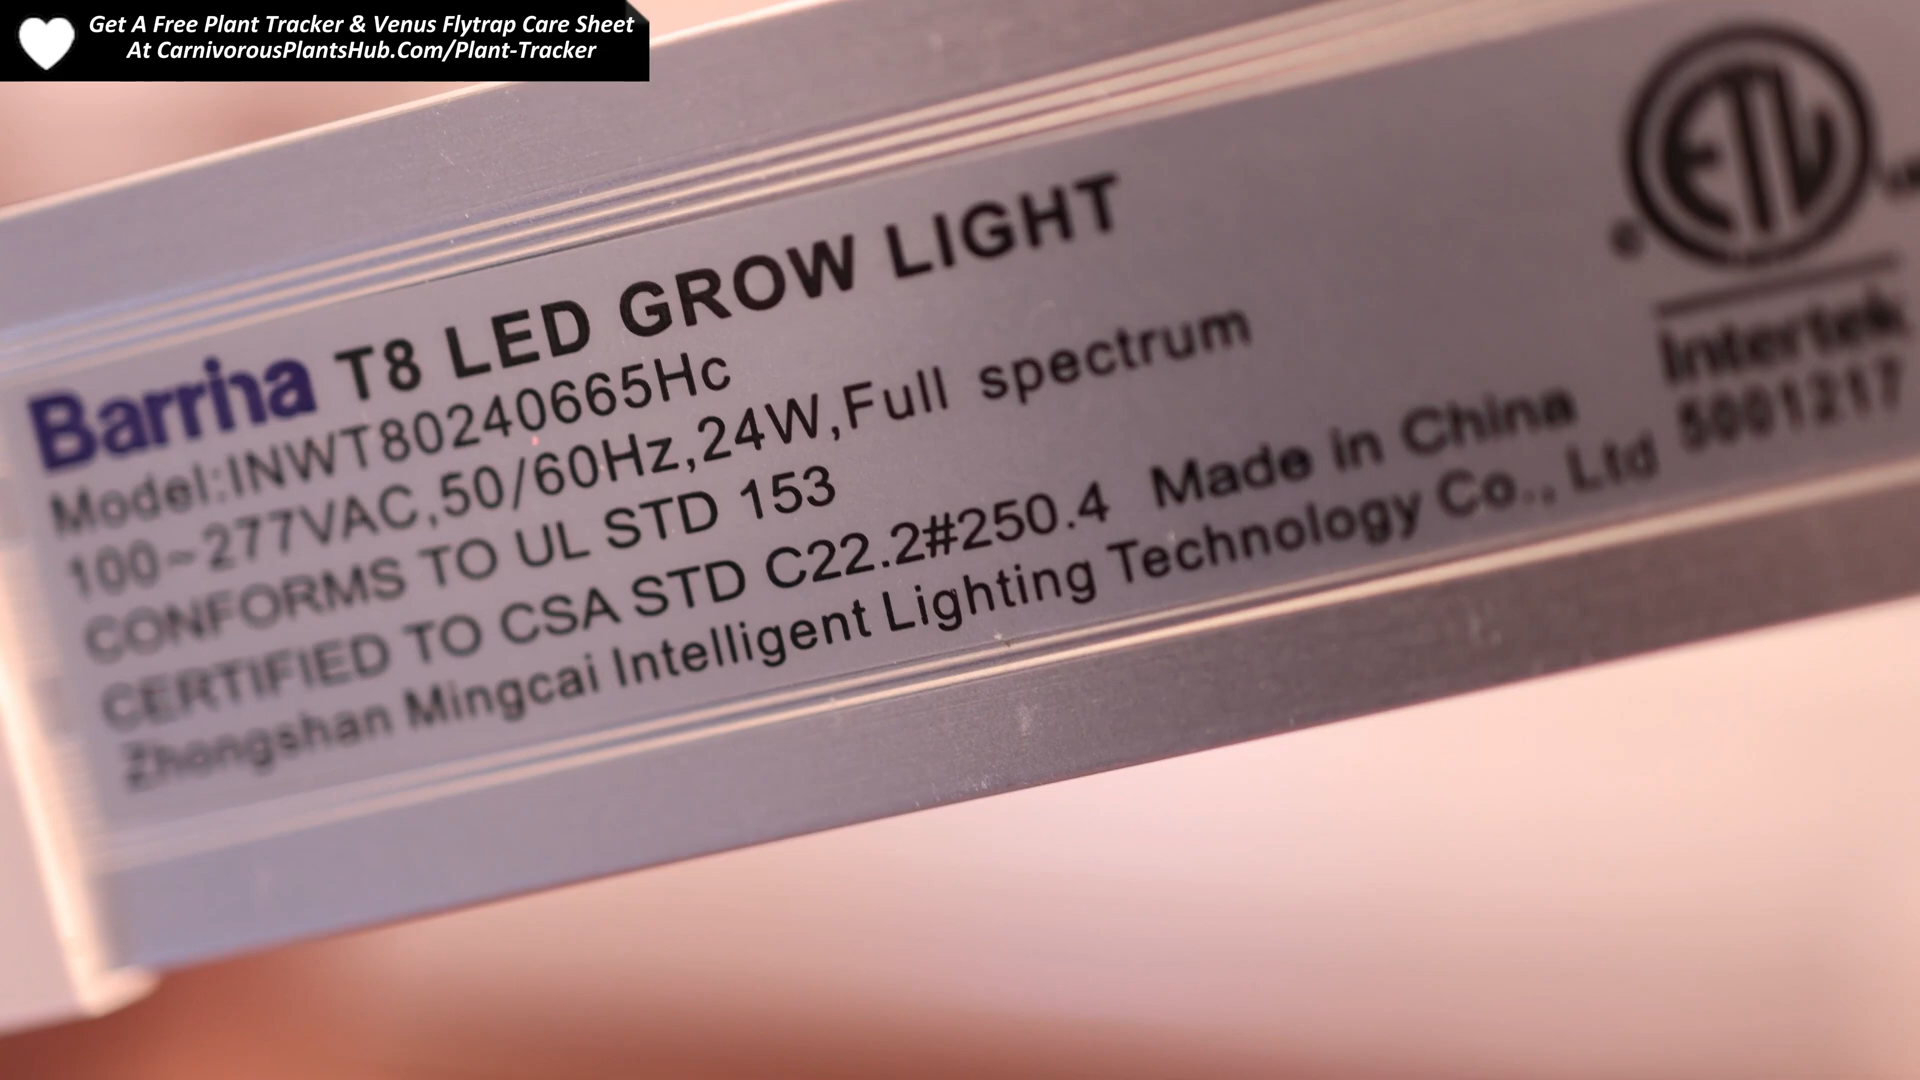 Get A Free Plant Tracker & Venus Flytrap Care Sheet
At CarnivorousPlantsHub.Com/Plant-Tracker
Barrina T8 LED GROW LIGHT
Model:INWT80240665Hc
100~277VAC,50/60Hz,24W,Full spectrum
CONFORMS TO UL STD 153
CERTIFIED TO CSA STD C22.2#250.4 Made in China
Zhongshan Mingcai Intelligent Lighting Technology Co., Ltd
ETL
Intertek
5001217